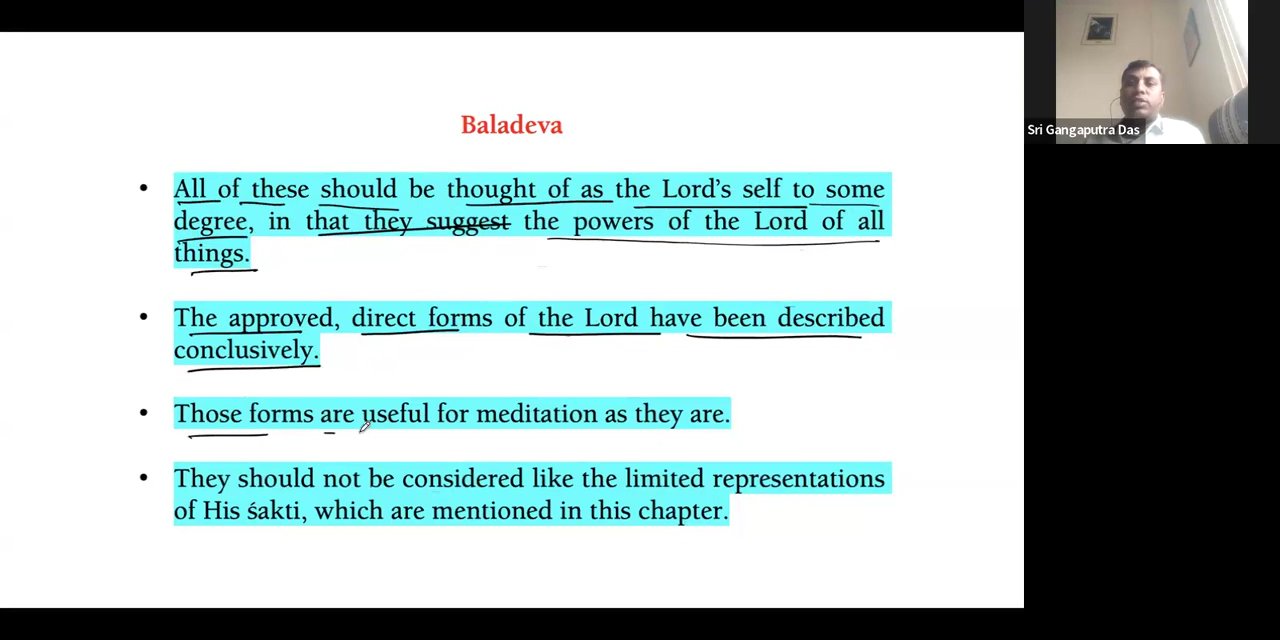 Baladeva
• All of these should be thought of as the Lord's self to some
degree, in that they suggest the powers of the Lord of all
things.
• The approved, direct forms of the Lord have been described
conclusively.
• Those forms are useful for meditation as they are.
• They should not be considered like the limited representations
of His śakti, which are mentioned in this chapter.
Sri Gangaputra Das